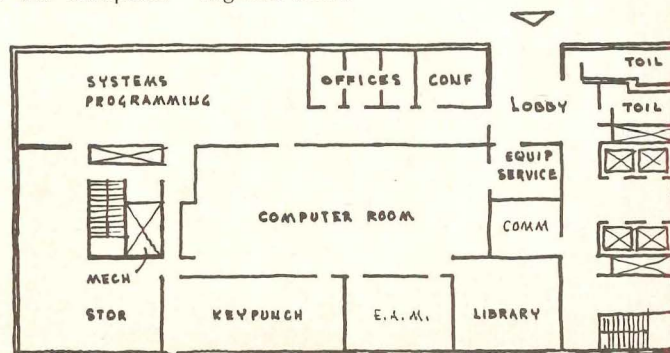 SYSTEMS
PROGRAMMING
OFFICES
CONF
LOBBY
TOIL
TOIL
EQUIP
SERVICE
COMPUTER ROOM
COMM
MECH
STOR
KEYPUNCH
E.A.M.
LIBRARY